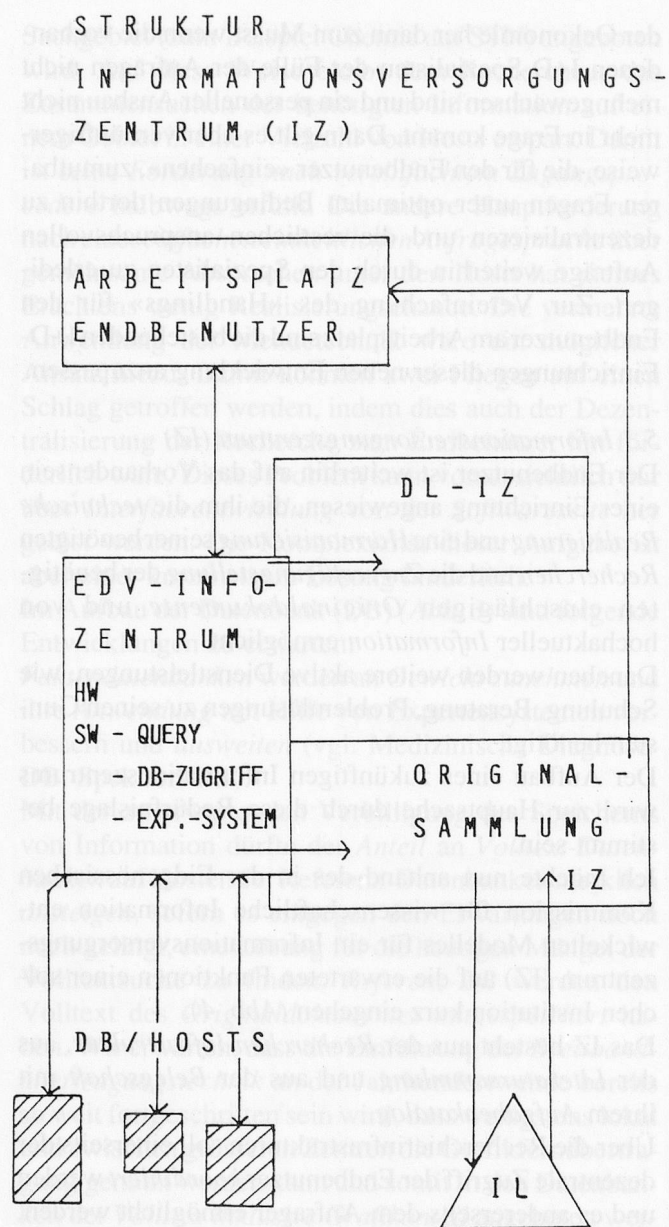 STRUKTUR
INFORMATIONSVERSORGUNGS-
ZENTRUM (IZ)
ARBEITSPLATZ
ENDBENUTZER
DL-IZ
EDV-INFO-
ZENTRUM
HW
SW - QUERY
- DB-ZUGRIFF
- EXP.-SYSTEM
ORIGINAL-
SAMMLUNG
IZ
DB HOSTS
IL